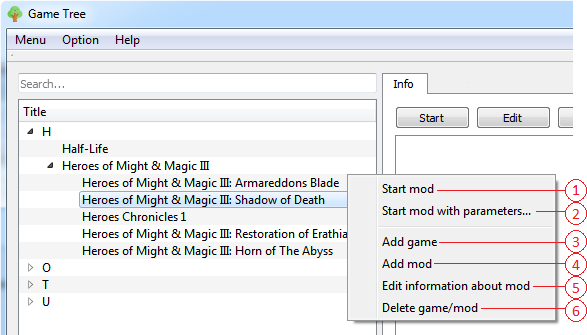 Game Tree
Menu Option Help
Search...
Info
Title
Start Edit
H
Half-Life
Heroes of Might & Magic III
Heroes of Might & Magic III: Armareddons Blade
Heroes of Might & Magic III: Shadow of Death
Heroes Chronicles 1
Heroes of Might & Magic III: Restoration of Erathia
Heroes of Might & Magic III: Horn of The Abyss
O
T
U
Start mod 1
Start mod with parameters... 2
Add game 3
Add mod 4
Edit information about mod 5
Delete game/mod 6